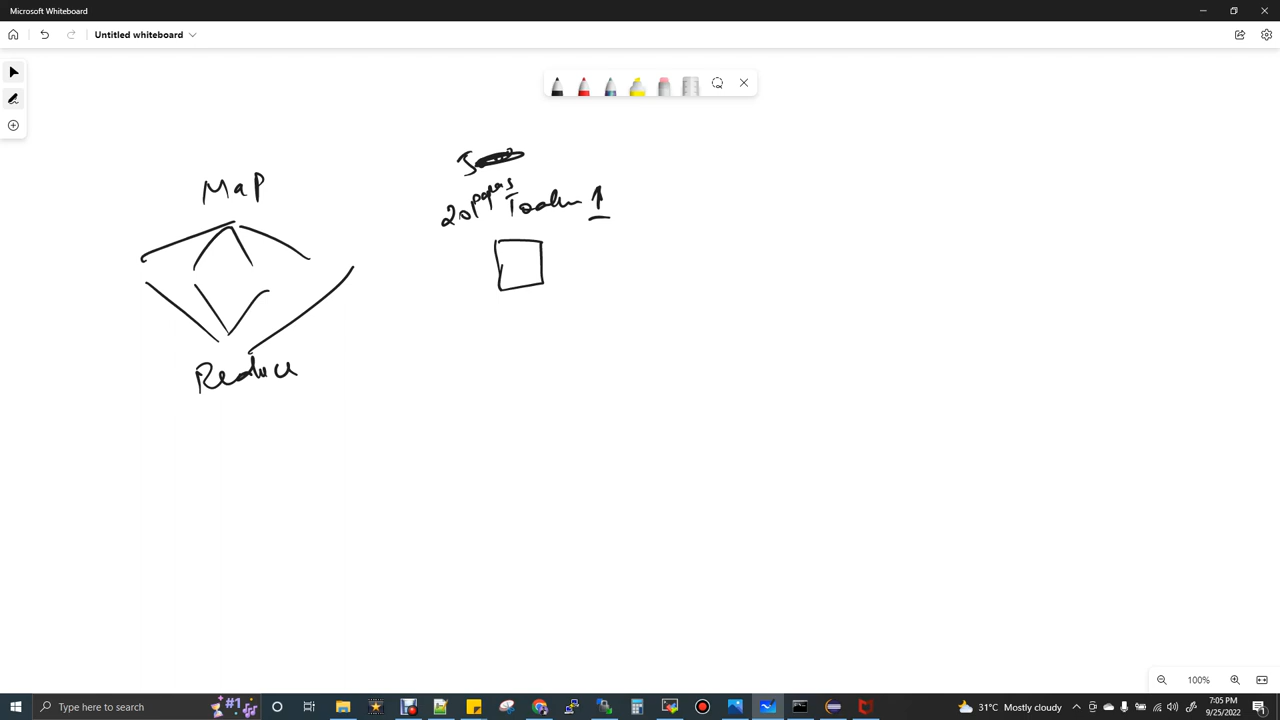 Microsoft Whiteboard
Untitled whiteboard
MaP
20 papers
Reduce
100%
#1
Type here to search
31°C Mostly cloudy
7:05 PM
9/25/2022